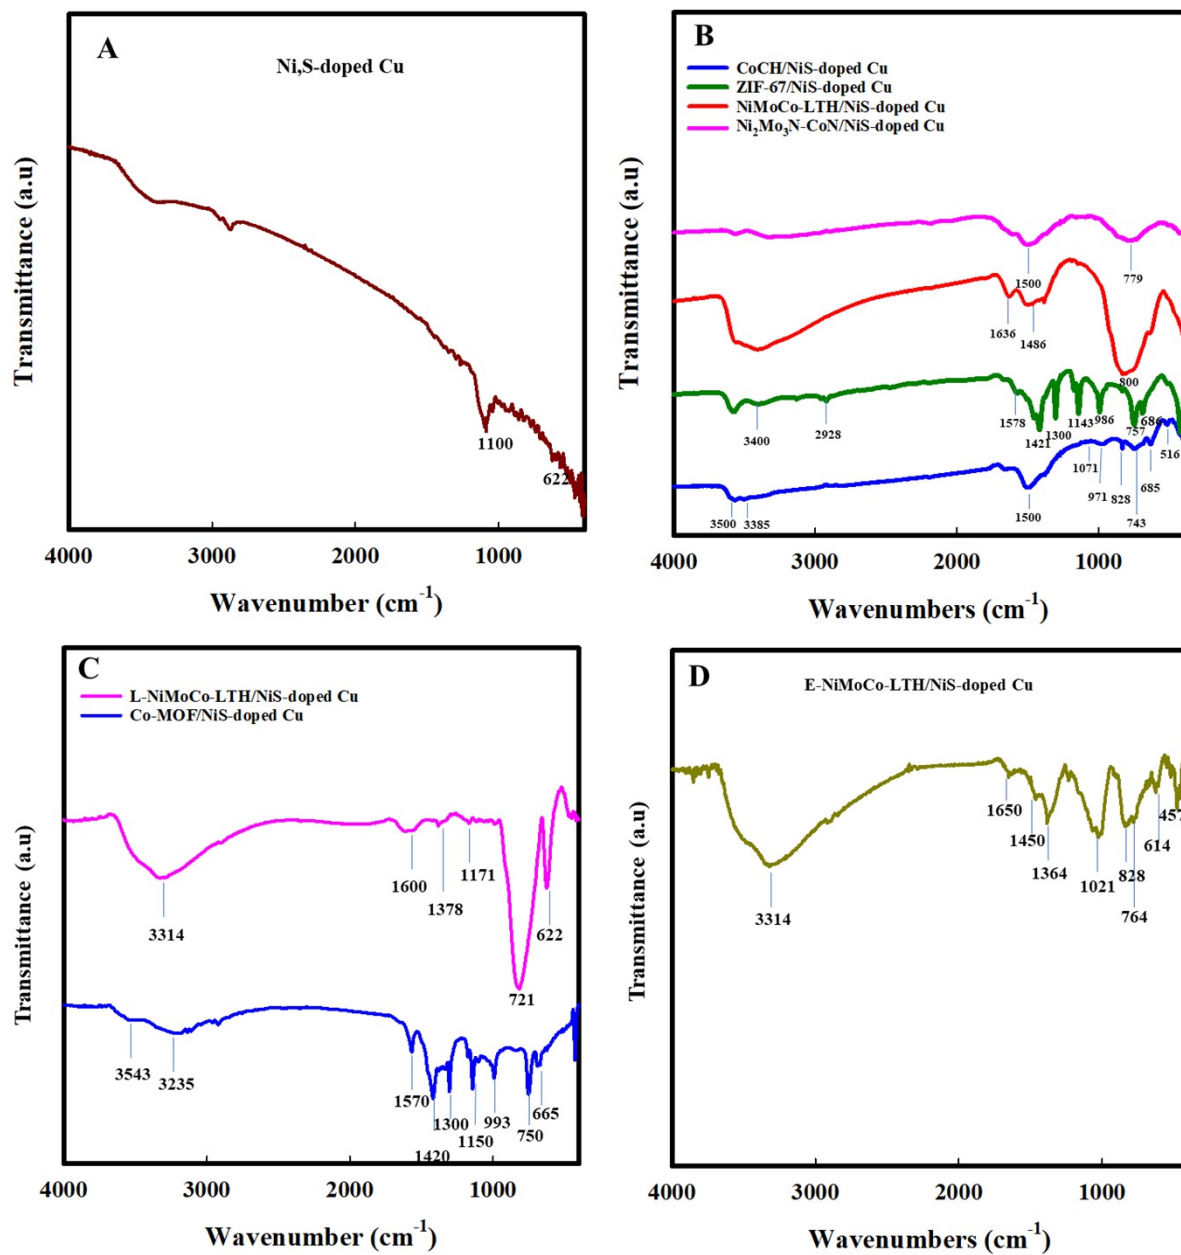 A
Ni,S-doped Cu
Transmittance (a.u)
1100
622
4000 3000 2000 1000
Wavenumber (cm-1)
B
CoCH/NiS-doped Cu
ZIF-67/NiS-doped Cu
NiMoCo-LTH/NiS-doped Cu
Ni2Mo3N-CoN/NiS-doped Cu
Transmittance (a.u)
1500 779
1636 1486 800
3400 2928 1578 1421 1300 1143 986 757 686
3500 3385 1500 1071 971 828 743 685 516
4000 3000 2000 1000
Wavenumbers (cm-1)
C
L-NiMoCo-LTH/NiS-doped Cu
Co-MOF/NiS-doped Cu
Transmittance (a.u)
3314 1600 1378 1171 721 622
3543 3235 1570 1420 1300 1150 993 750 665
4000 3000 2000 1000
Wavenumber (cm-1)
D
E-NiMoCo-LTH/NiS-doped Cu
Transmittance (a.u)
3314 1650 1450 1364 1021 828 764 614 457
4000 3000 2000 1000
Wavenumbers (cm-1)